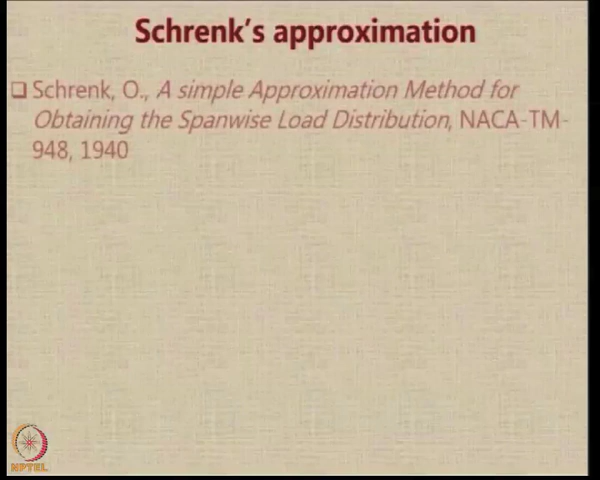 Schrenk's approximation
Schrenk, O., A simple Approximation Method for
Obtaining the Spanwise Load Distribution, NACA-TM-
948, 1940
NPTEL